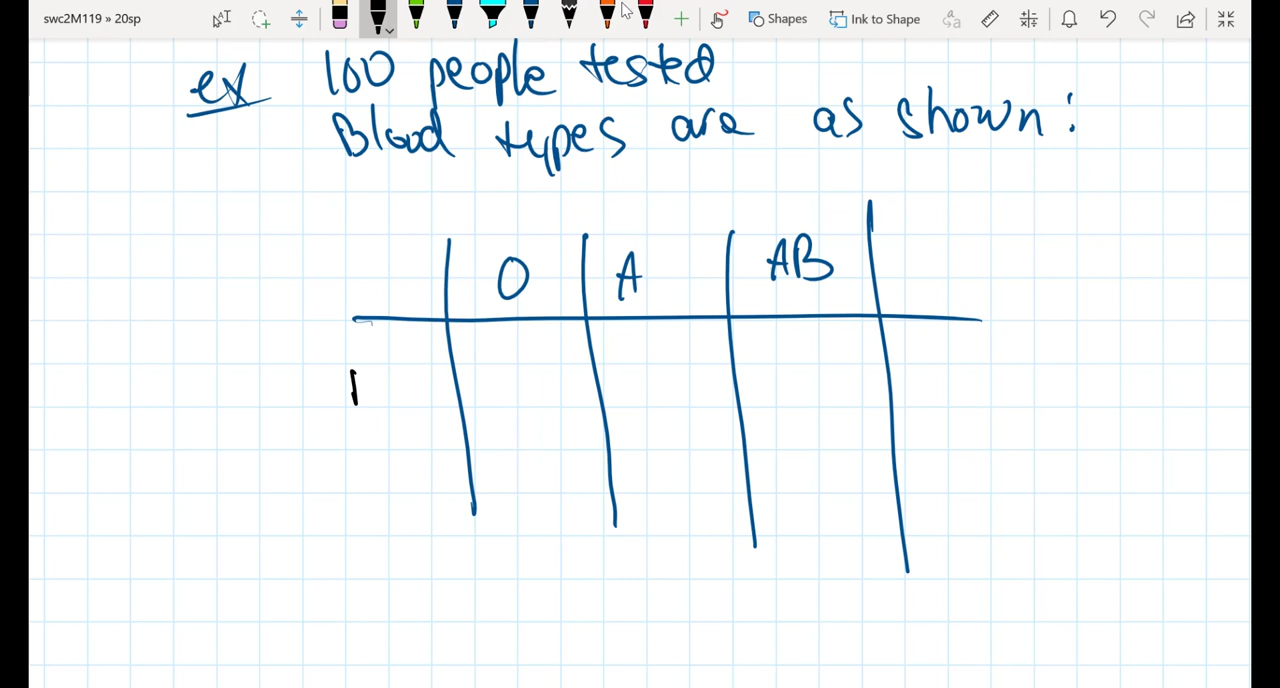 swc2M119 » 20sp
Shapes
Ink to Shape
ex 100 people tested
Blood types are as shown:
O A AB